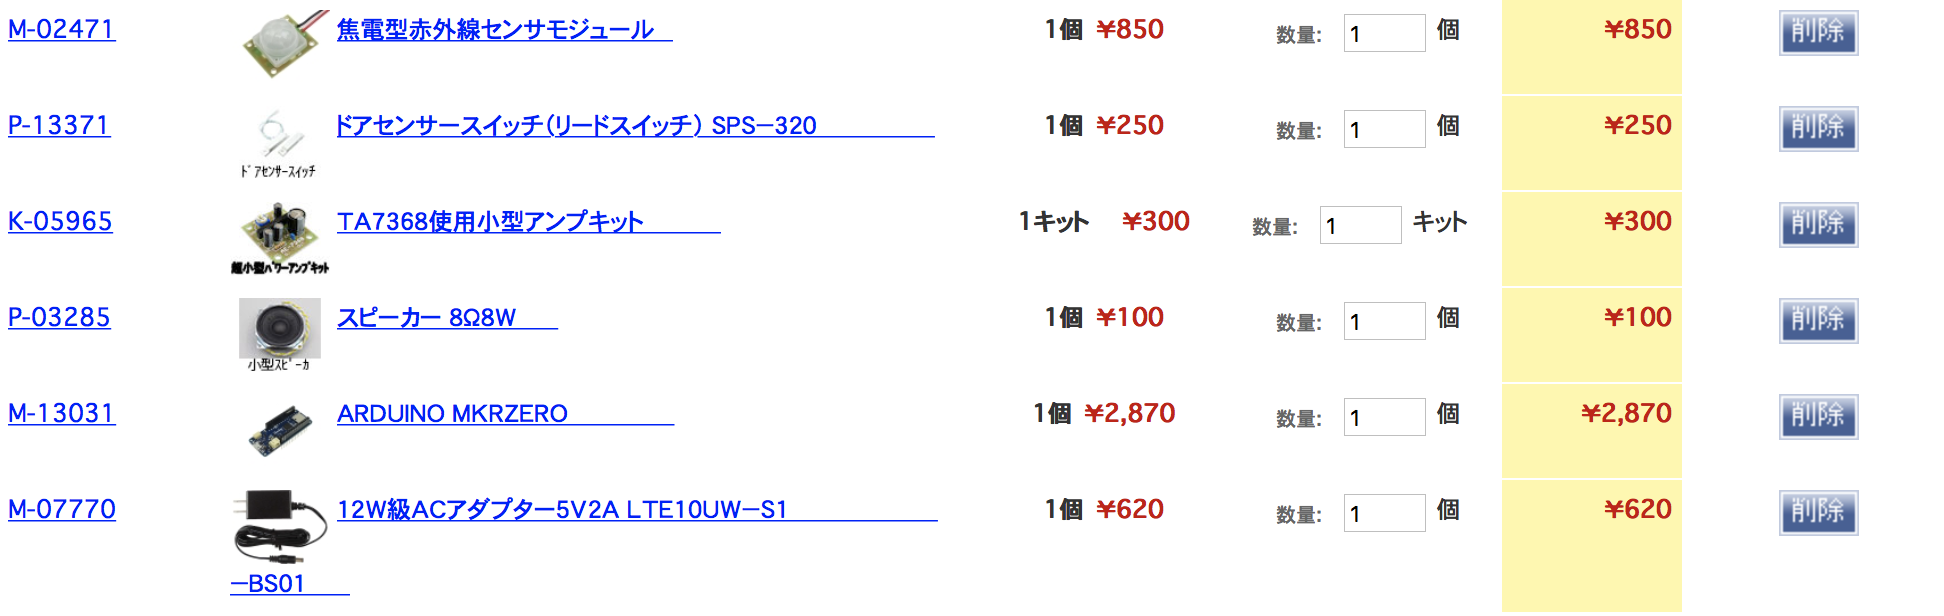 M-02471 焦電型赤外線センサモジュール 1個 ¥850 数量: 1 個 ¥850 削除
P-13371 ドアセンサースイッチ(リードスイッチ) SPS−320 1個 ¥250 数量: 1 個 ¥250 削除
ドアセンサースイッチ
K-05965 TA7368使用小型アンプキット 1キット ¥300 数量: 1 キット ¥300 削除
超小型パワーアンプキット
P-03285 スピーカー 8Ω8W 1個 ¥100 数量: 1 個 ¥100 削除
小型スピーカ
M-13031 ARDUINO MKRZERO 1個 ¥2,870 数量: 1 個 ¥2,870 削除
M-07770 12W級ACアダプター5V2A LTE10UW−S1 1個 ¥620 数量: 1 個 ¥620 削除
−BS01